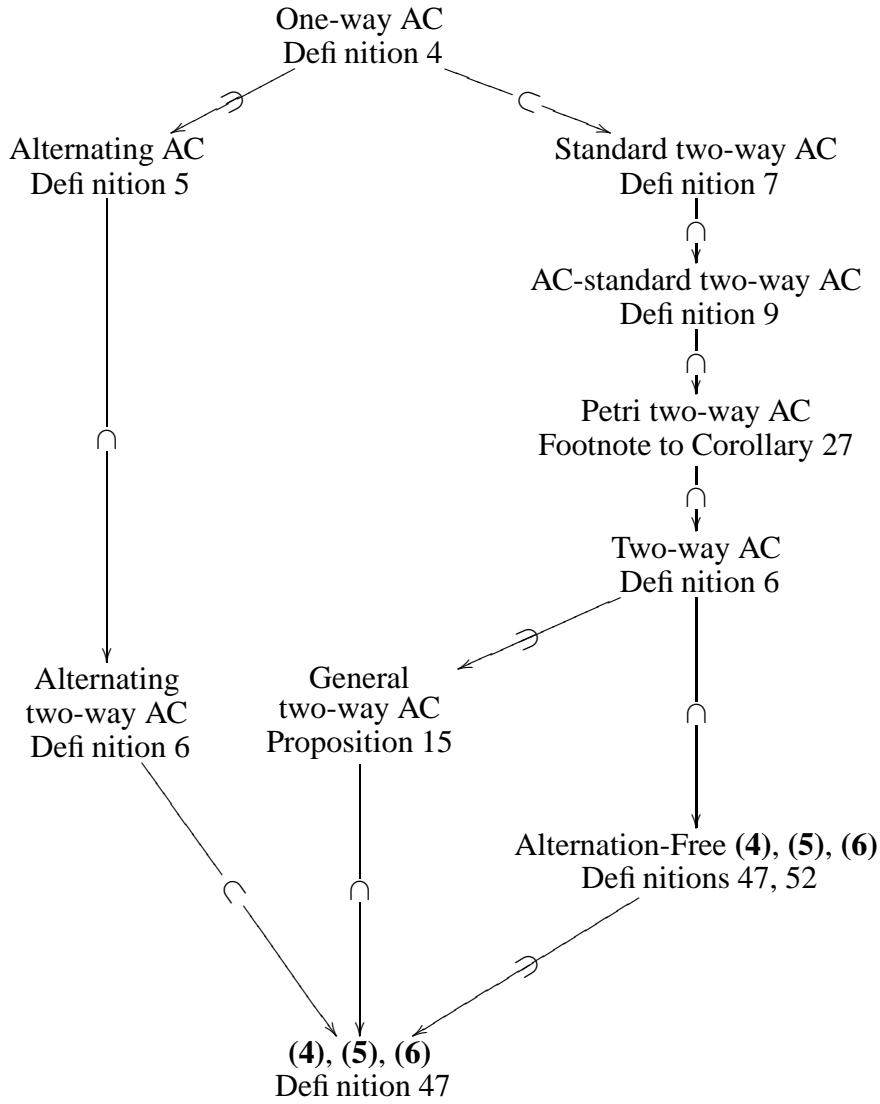 One-way AC
Defi nition 4
Alternating AC
Defi nition 5
Standard two-way AC
Defi nition 7
AC-standard two-way AC
Defi nition 9
Petri two-way AC
Footnote to Corollary 27
Two-way AC
Defi nition 6
Alternating
two-way AC
Defi nition 6
General
two-way AC
Proposition 15
Alternation-Free (4), (5), (6)
Defi nitions 47, 52
(4), (5), (6)
Defi nition 47